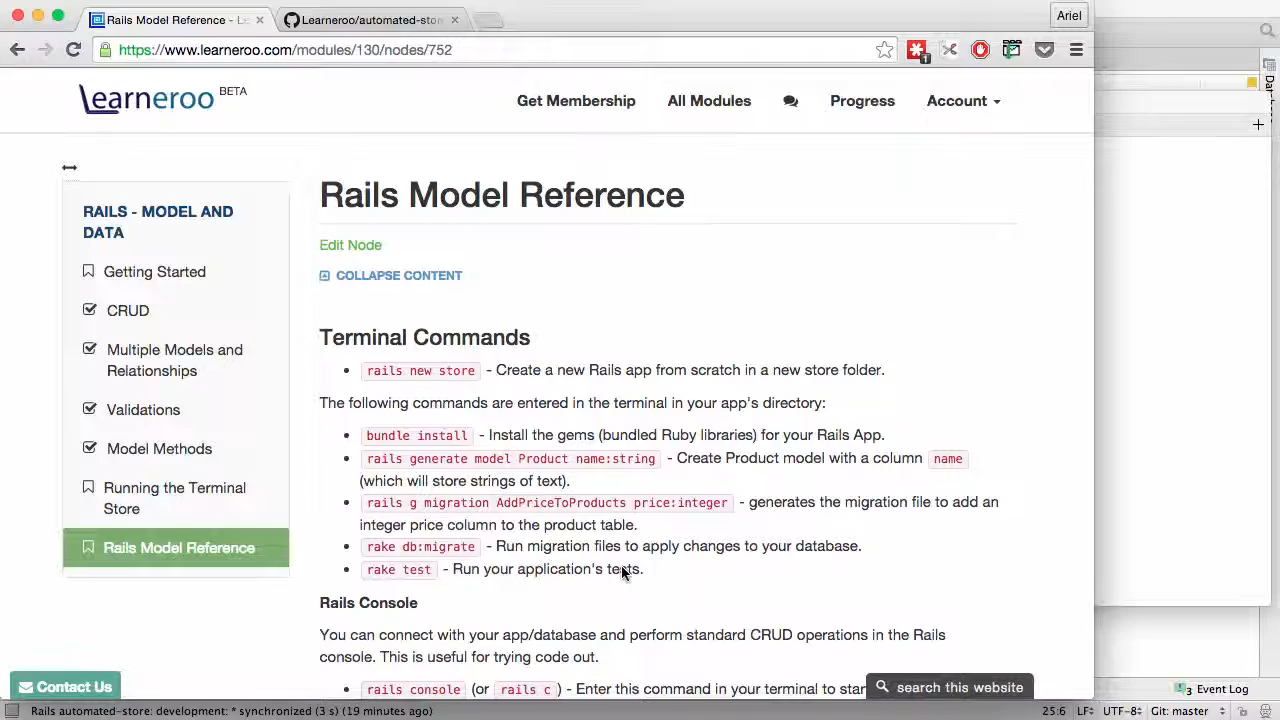 Rails Model Reference - Le
Learneroo/automated-stor
Ariel
https://www.learneroo.com/modules/130/nodes/752
1
Learneroo BETA
Get Membership
All Modules
Progress
Account
RAILS - MODEL AND
DATA
Getting Started
CRUD
Multiple Models and
Relationships
Validations
Model Methods
Running the Terminal
Store
Rails Model Reference
Rails Model Reference
Edit Node
COLLAPSE CONTENT
Terminal Commands
rails new store - Create a new Rails app from scratch in a new store folder.
The following commands are entered in the terminal in your app's directory:
bundle install - Install the gems (bundled Ruby libraries) for your Rails App.
rails generate model Product name:string - Create Product model with a column name
(which will store strings of text).
rails g migration AddPriceToProducts price:integer - generates the migration file to add an
integer price column to the product table.
rake db:migrate - Run migration files to apply changes to your database.
rake test - Run your application's tests.
Rails Console
You can connect with your app/database and perform standard CRUD operations in the Rails
console. This is useful for trying code out.
rails console (or rails c) - Enter this command in your terminal to star
Contact Us
search this website
3 Event Log
Rails automated-store: development: * synchronized (3 s) (19 minutes ago)
25:6 LF UTF-8 Git: master